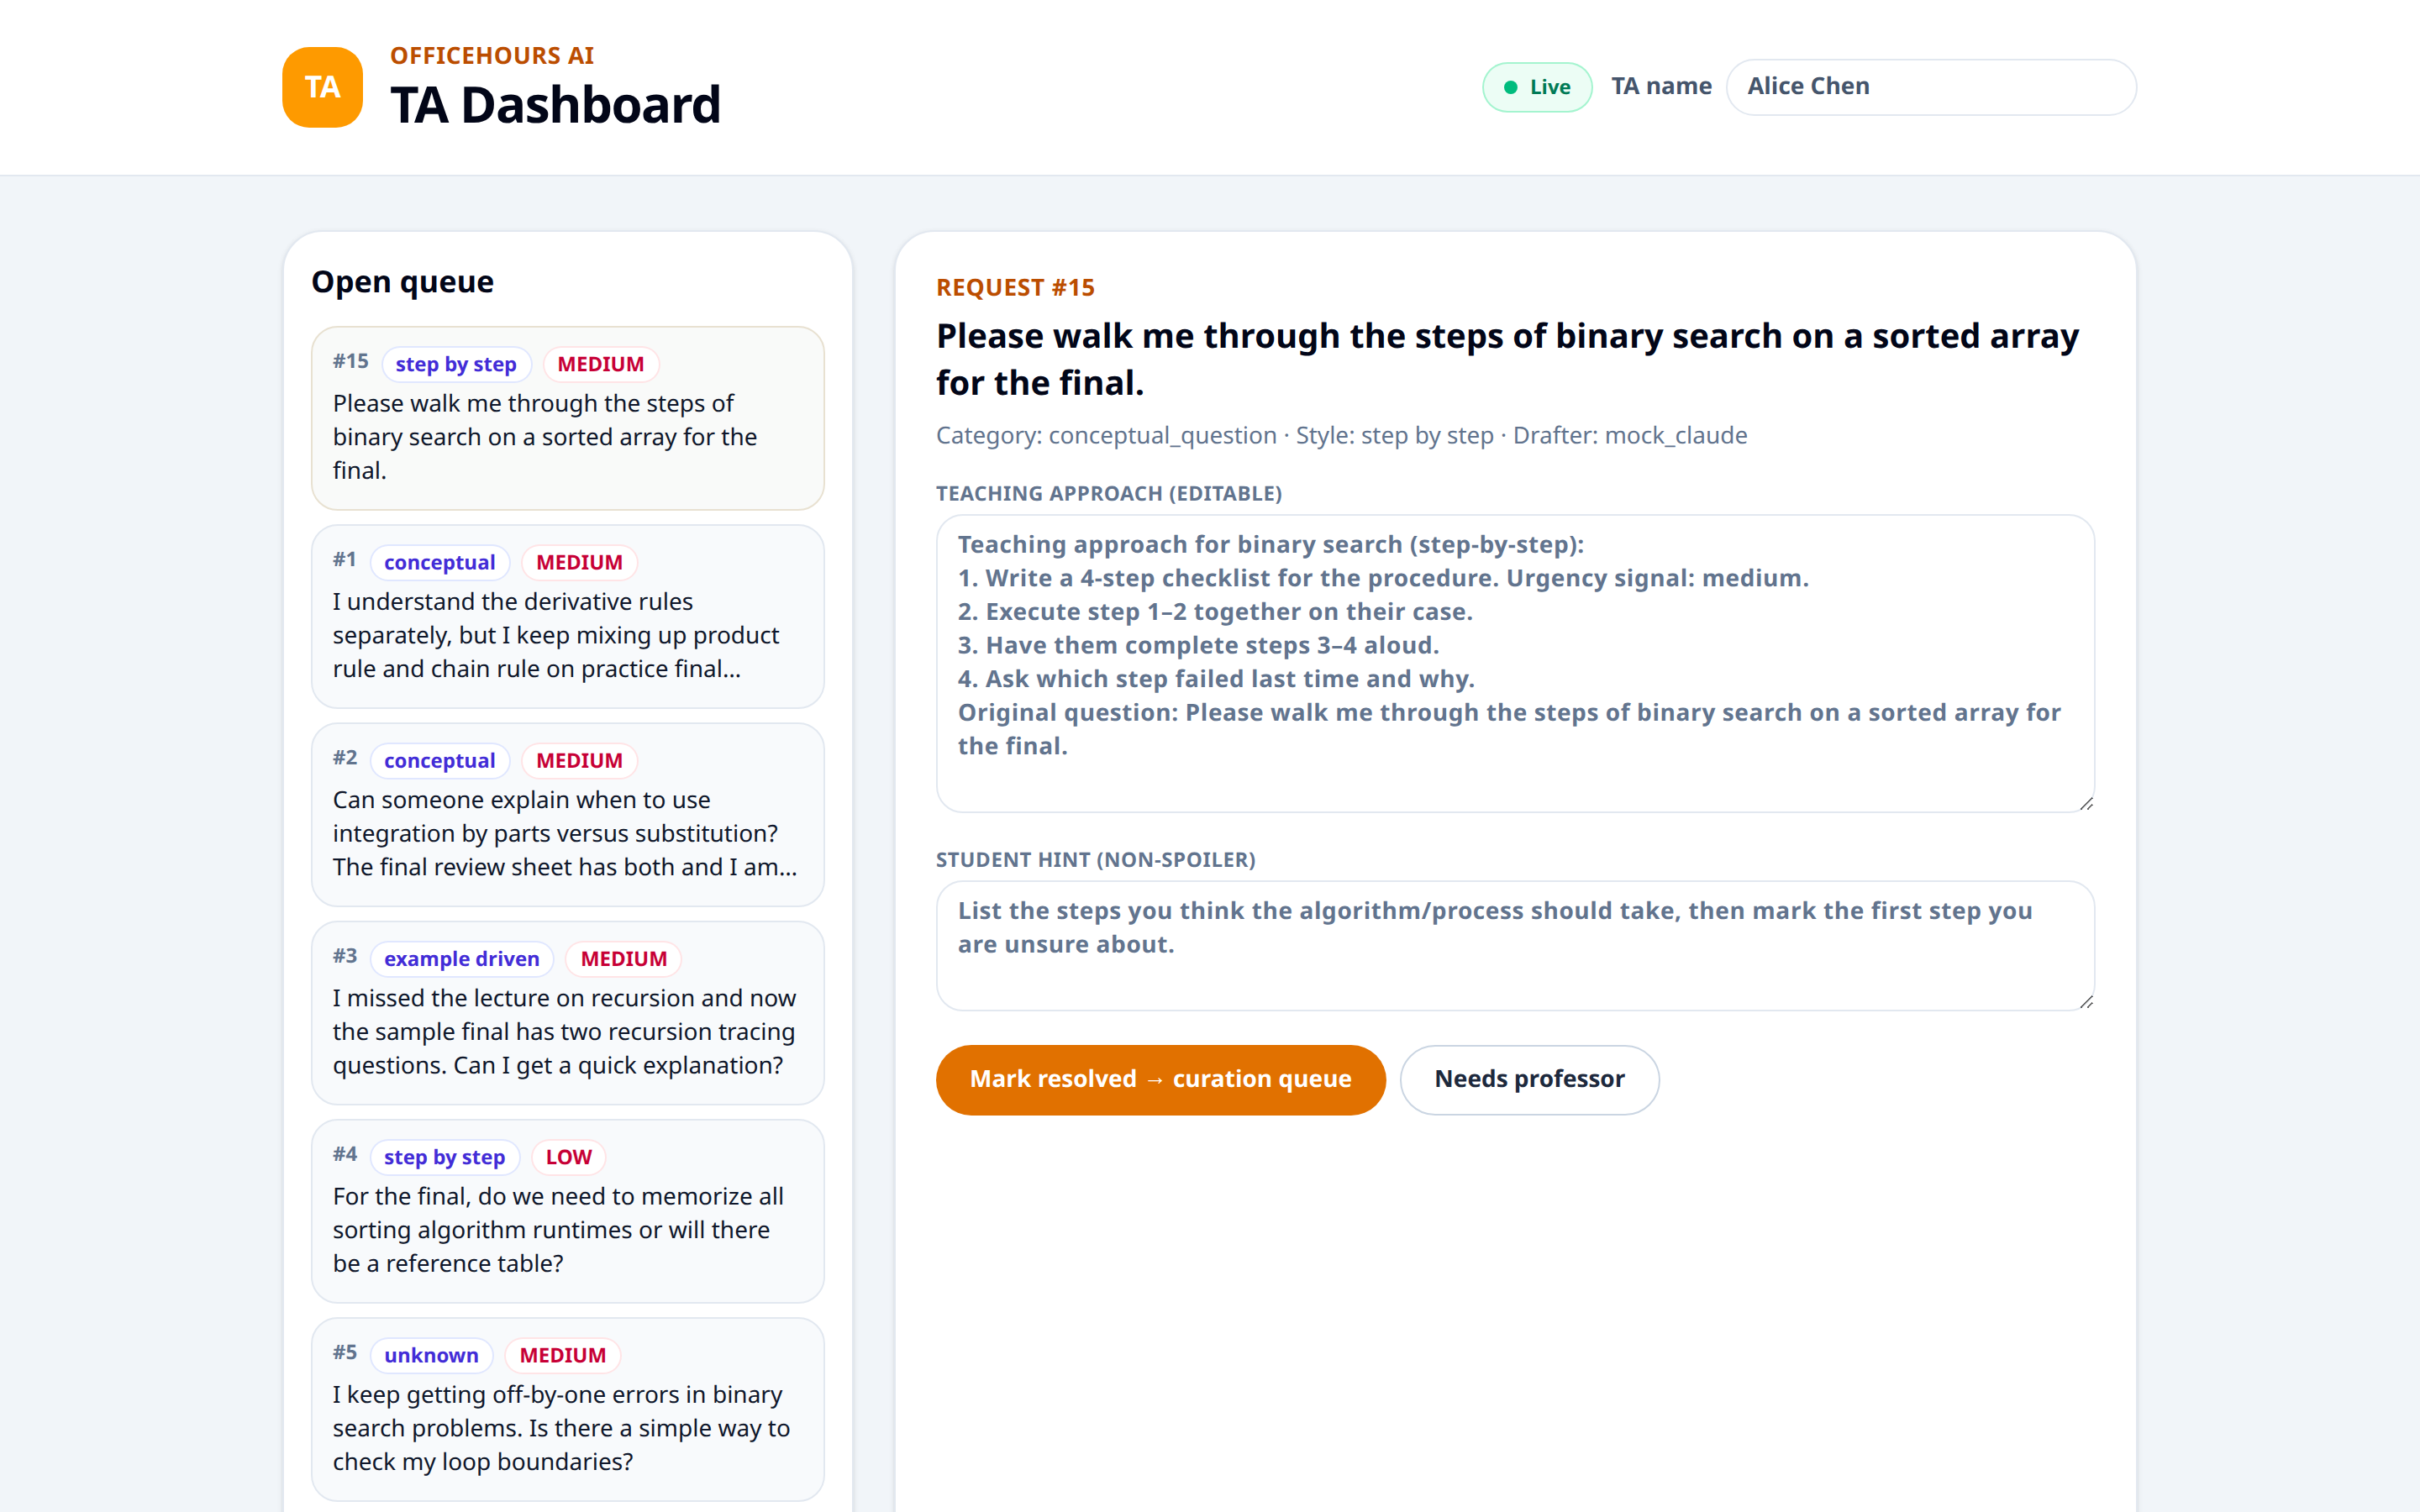 TA
OFFICEHOURS AI
TA Dashboard
Live
TA name
Alice Chen
Open queue
#15 step by step MEDIUM
Please walk me through the steps of
binary search on a sorted array for the
final.
#1 conceptual MEDIUM
I understand the derivative rules
separately, but I keep mixing up product
rule and chain rule on practice final...
#2 conceptual MEDIUM
Can someone explain when to use
integration by parts versus substitution?
The final review sheet has both and I am...
#3 example driven MEDIUM
I missed the lecture on recursion and now
the sample final has two recursion tracing
questions. Can I get a quick explanation?
#4 step by step LOW
For the final, do we need to memorize all
sorting algorithm runtimes or will there
be a reference table?
#5 unknown MEDIUM
I keep getting off-by-one errors in binary
search problems. Is there a simple way to
check my loop boundaries?
REQUEST #15
Please walk me through the steps of binary search on a sorted array
for the final.
Category: conceptual_question · Style: step by step · Drafter: mock_claude
TEACHING APPROACH (EDITABLE)
Teaching approach for binary search (step-by-step):
1. Write a 4-step checklist for the procedure. Urgency signal: medium.
2. Execute step 1–2 together on their case.
3. Have them complete steps 3–4 aloud.
4. Ask which step failed last time and why.
Original question: Please walk me through the steps of binary search on a sorted array for
the final.
STUDENT HINT (NON-SPOILER)
List the steps you think the algorithm/process should take, then mark the first step you
are unsure about.
Mark resolved → curation queue
Needs professor